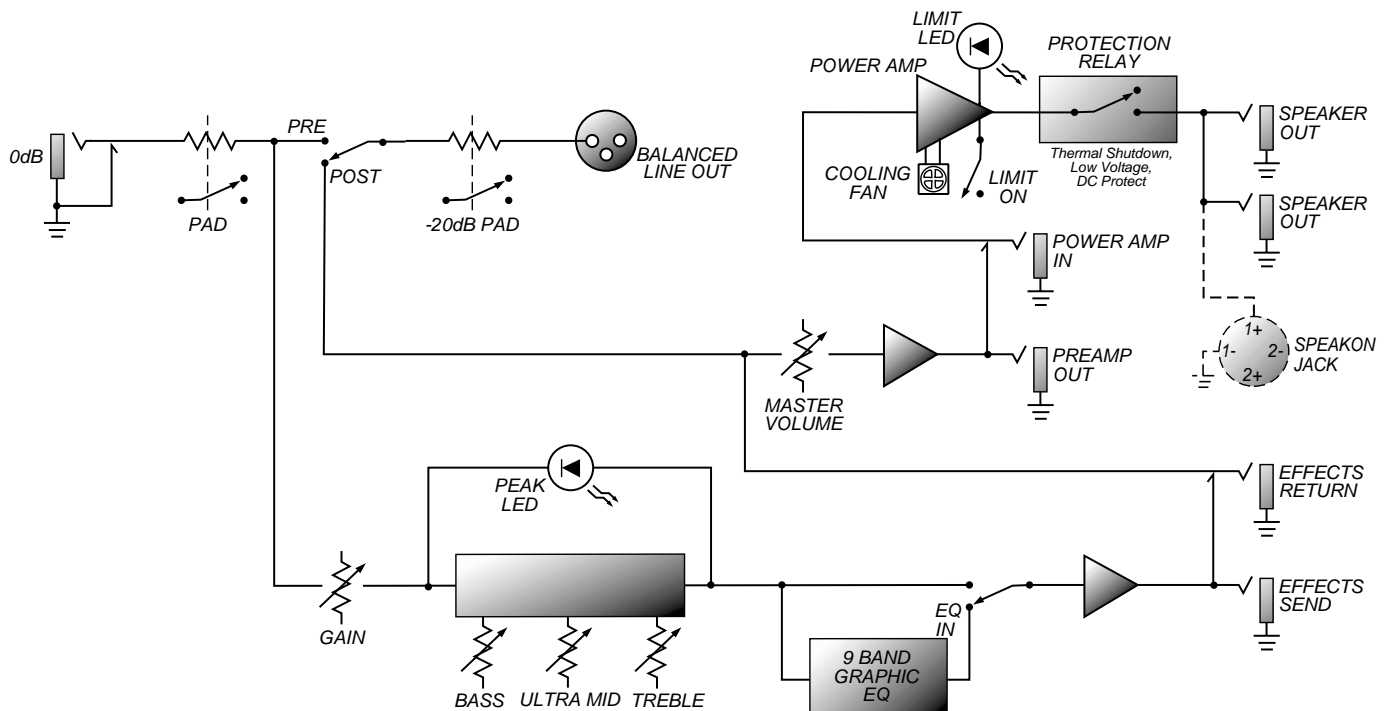 LIMIT
LED
PROTECTION
RELAY
POWER AMP
PRE
0dB
BALANCED
LINE OUT
SPEAKER
OUT
POST
Thermal Shutdown,
Low Voltage,
DC Protect
COOLING
FAN
LIMIT
ON
PAD
-20dB PAD
SPEAKER
OUT
POWER AMP
IN
1+
1-
2-
2+
SPEAKON
JACK
PREAMP
OUT
MASTER
VOLUME
PEAK
LED
EFFECTS
RETURN
EFFECTS
SEND
GAIN
EQ
IN
9 BAND
GRAPHIC
EQ
BASS
ULTRA MID
TREBLE